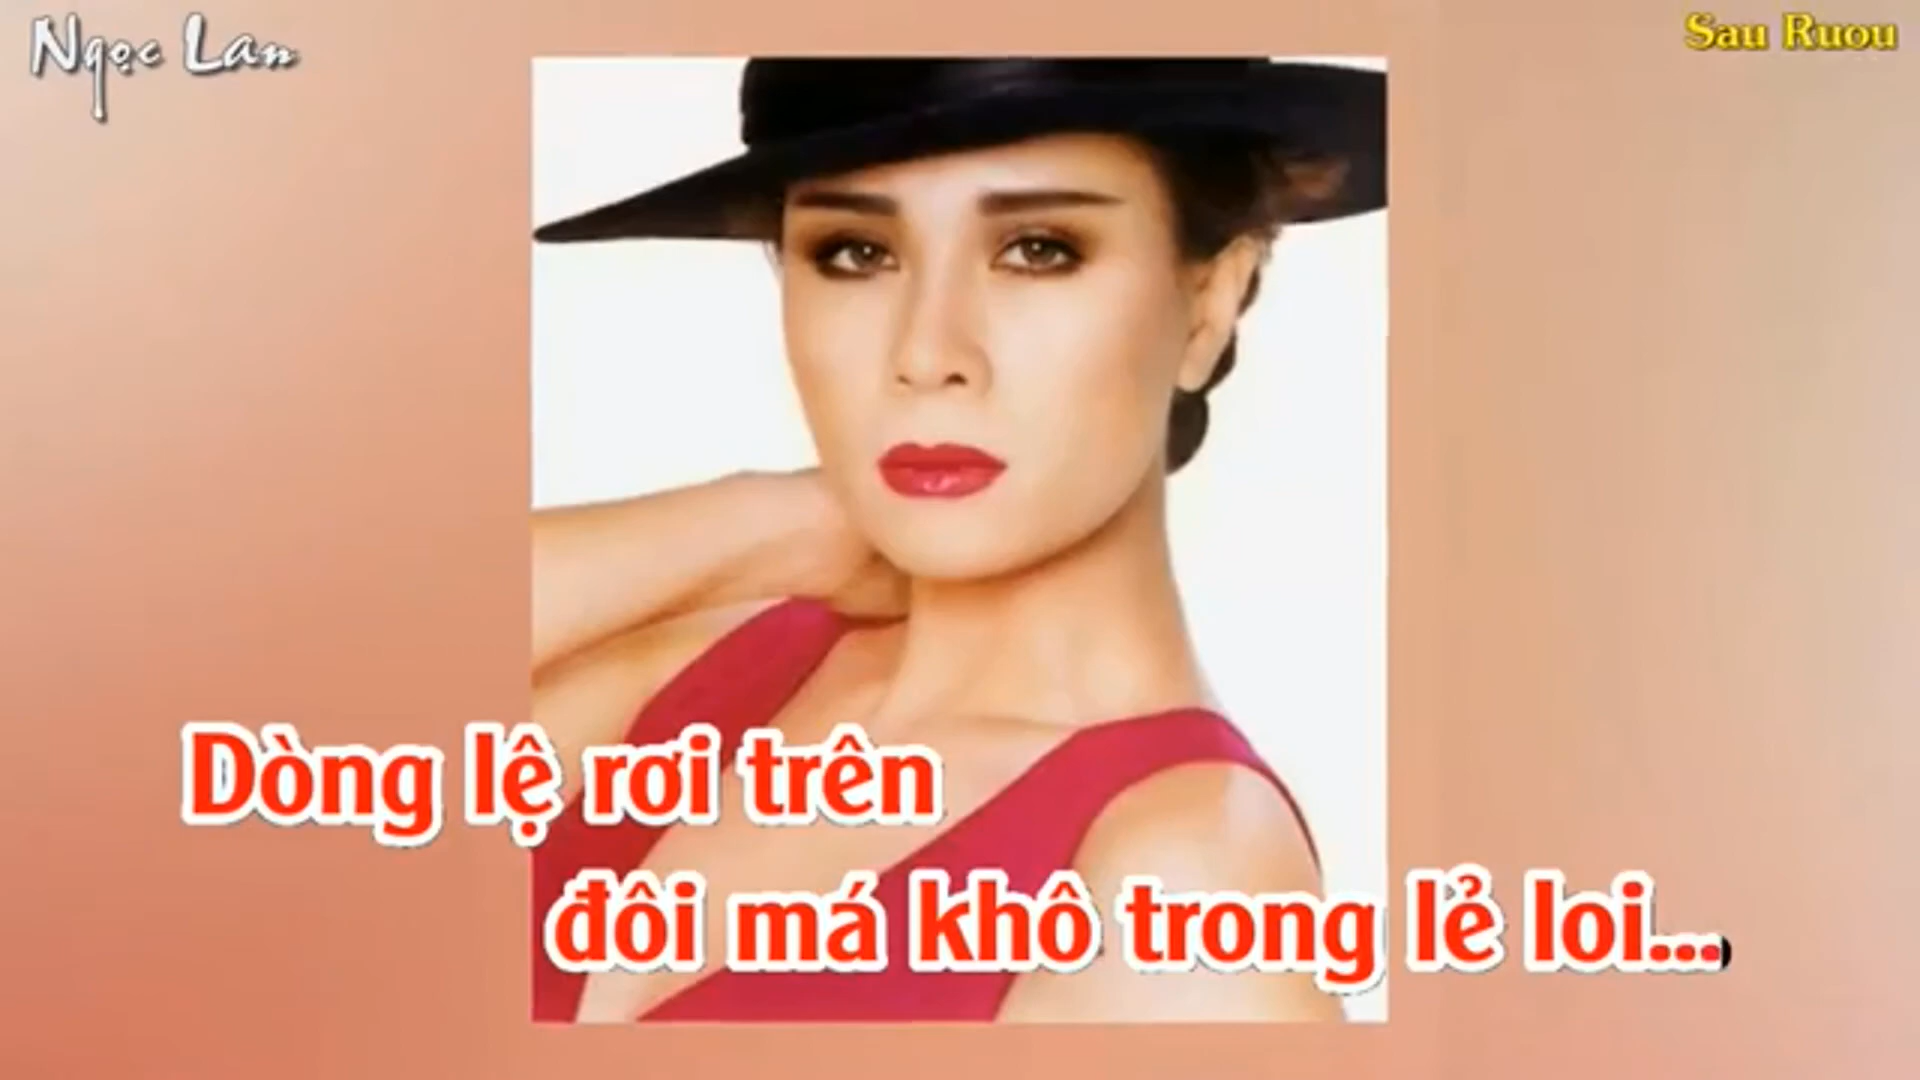 Ngọc Lan
Sau Ruou
Dòng lệ rơi trên
đôi má khô trong lẻ loi...